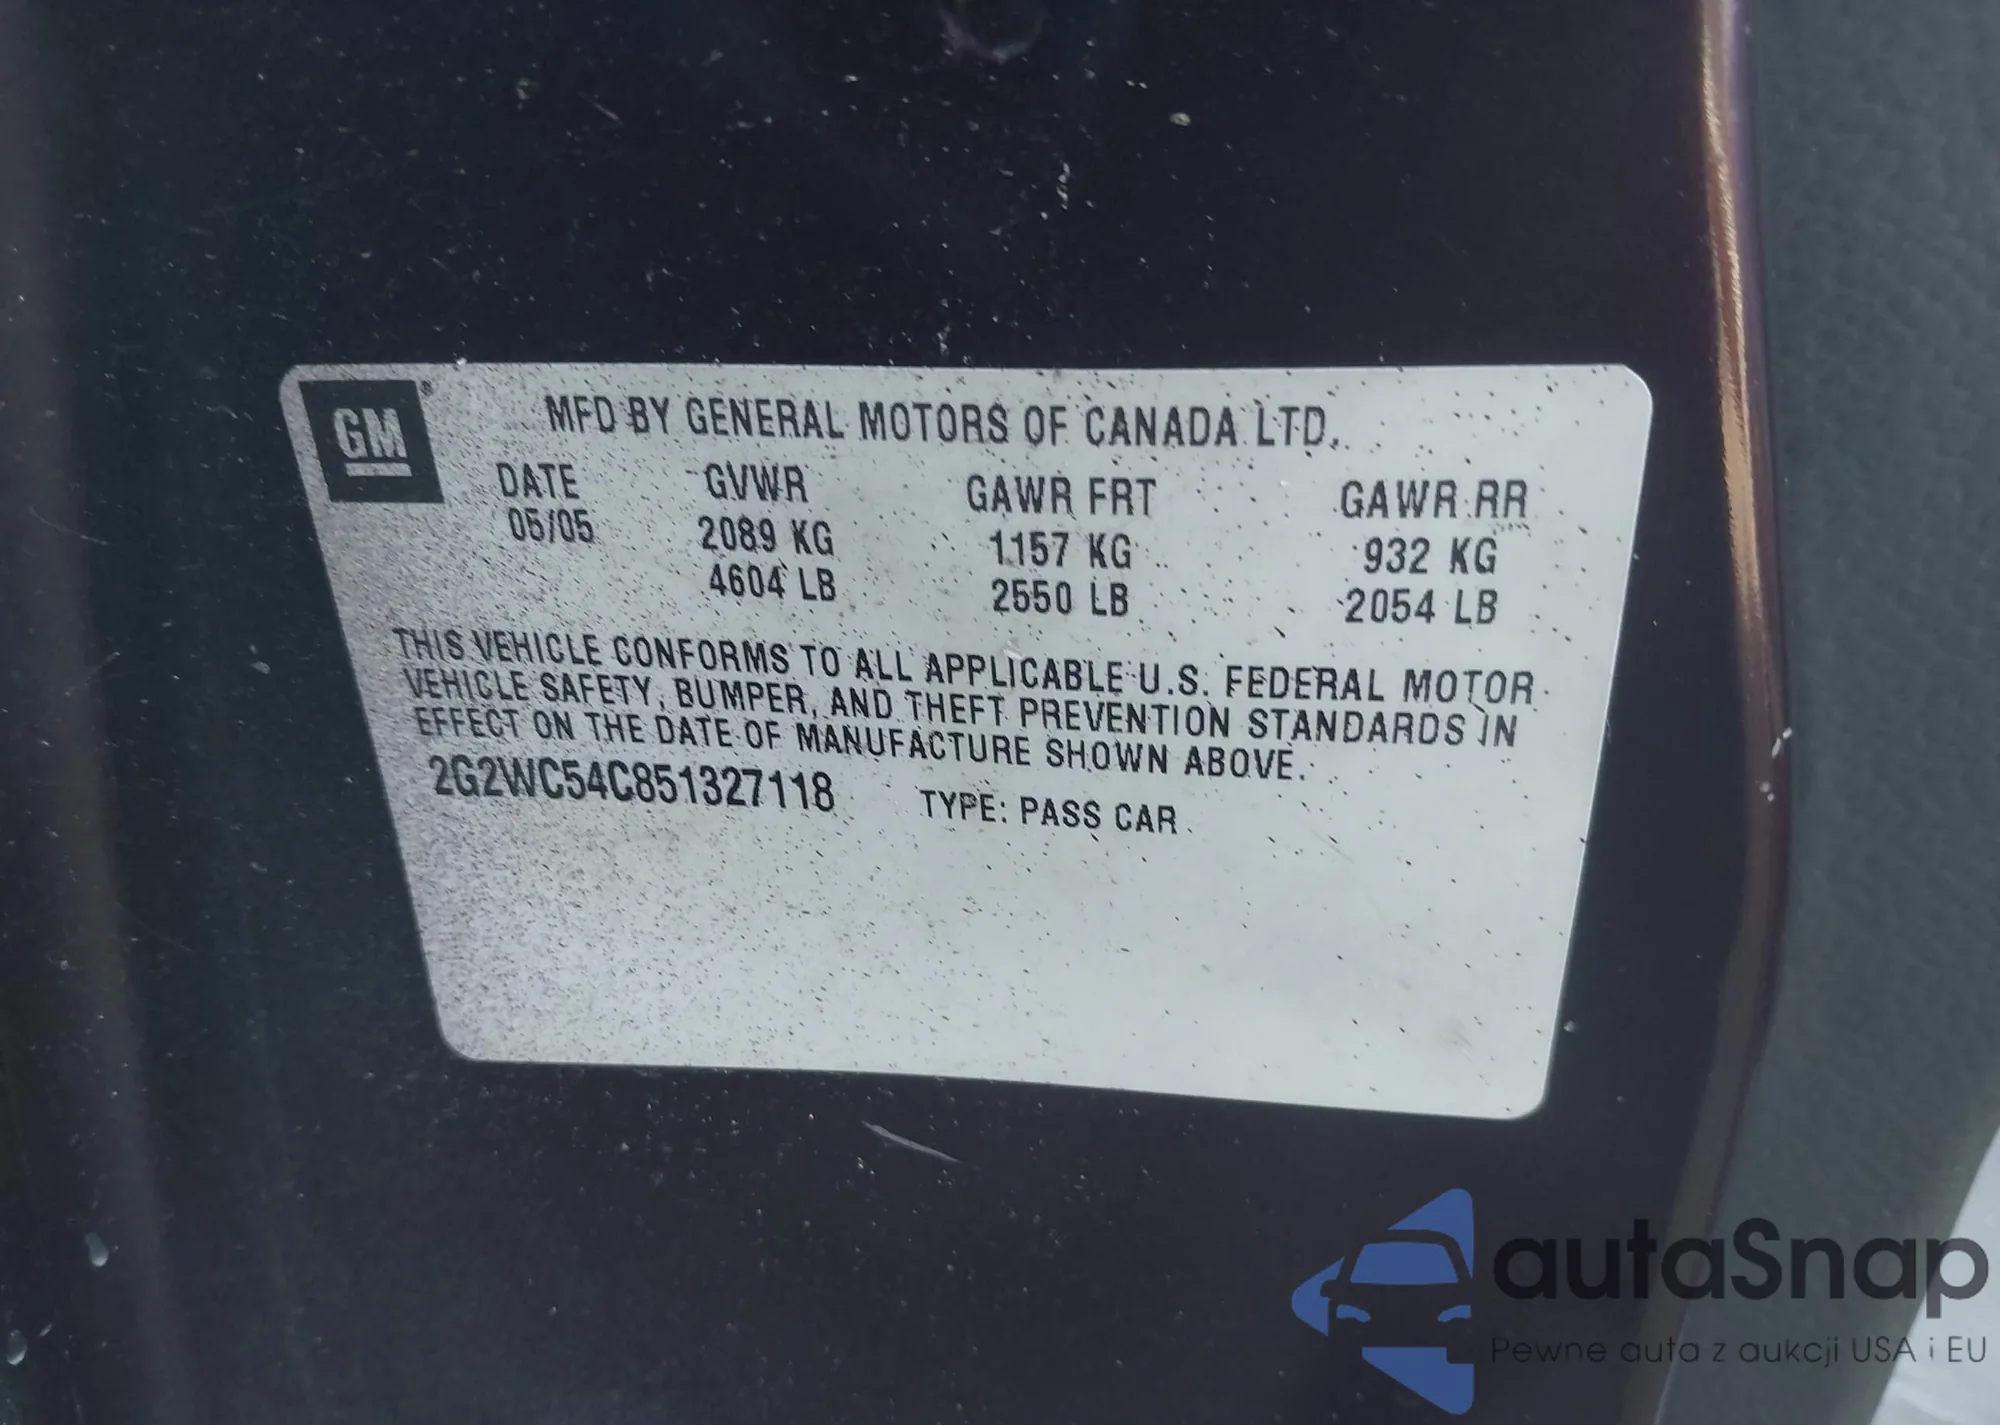 GM®
MFD BY GENERAL MOTORS OF CANADA LTD.
DATE GVWR GAWR FRT GAWR RR
05/05 2089 KG 1157 KG 932 KG
4604 LB 2550 LB 2054 LB
THIS VEHICLE CONFORMS TO ALL APPLICABLE U.S. FEDERAL MOTOR
VEHICLE SAFETY, BUMPER, AND THEFT PREVENTION STANDARDS IN
EFFECT ON THE DATE OF MANUFACTURE SHOWN ABOVE.
2G2WC54C851327118 TYPE: PASS CAR
autaSnap
Pewne auta z aukcji USA i EU